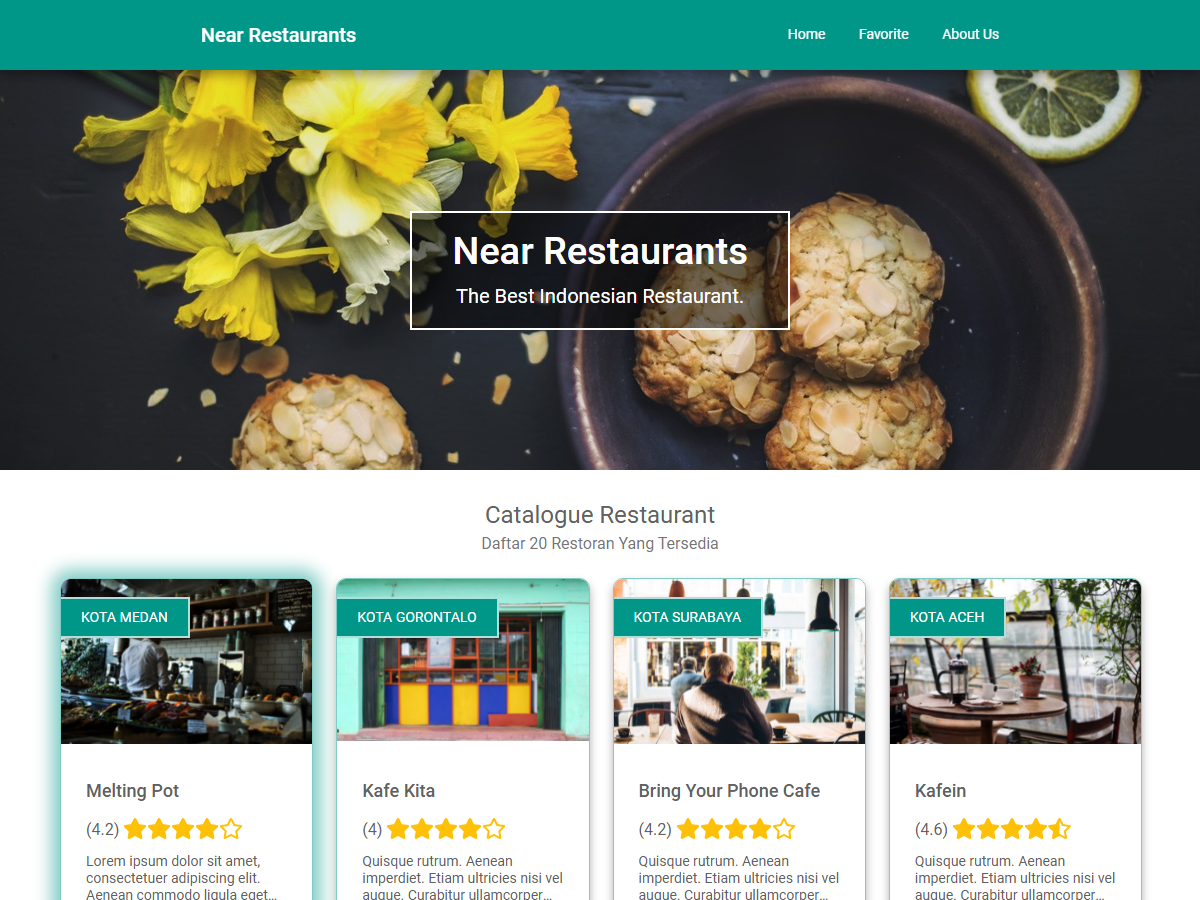 Near Restaurants
Home Favorite About Us
Near Restaurants
The Best Indonesian Restaurant.
Catalogue Restaurant
Daftar 20 Restoran Yang Tersedia
KOTA MEDAN
Melting Pot
(4.2)
Lorem ipsum dolor sit amet,
consectetuer adipiscing elit.
Aenean commodo ligula eget...
KOTA GORONTALO
Kafe Kita
(4)
Quisque rutrum. Aenean
imperdiet. Etiam ultricies nisi vel
augue. Curabitur ullamcorper...
KOTA SURABAYA
Bring Your Phone Cafe
(4.2)
Quisque rutrum. Aenean
imperdiet. Etiam ultricies nisi vel
augue. Curabitur ullamcorper...
KOTA ACEH
Kafein
(4.6)
Quisque rutrum. Aenean
imperdiet. Etiam ultricies nisi vel
augue. Curabitur ullamcorper...